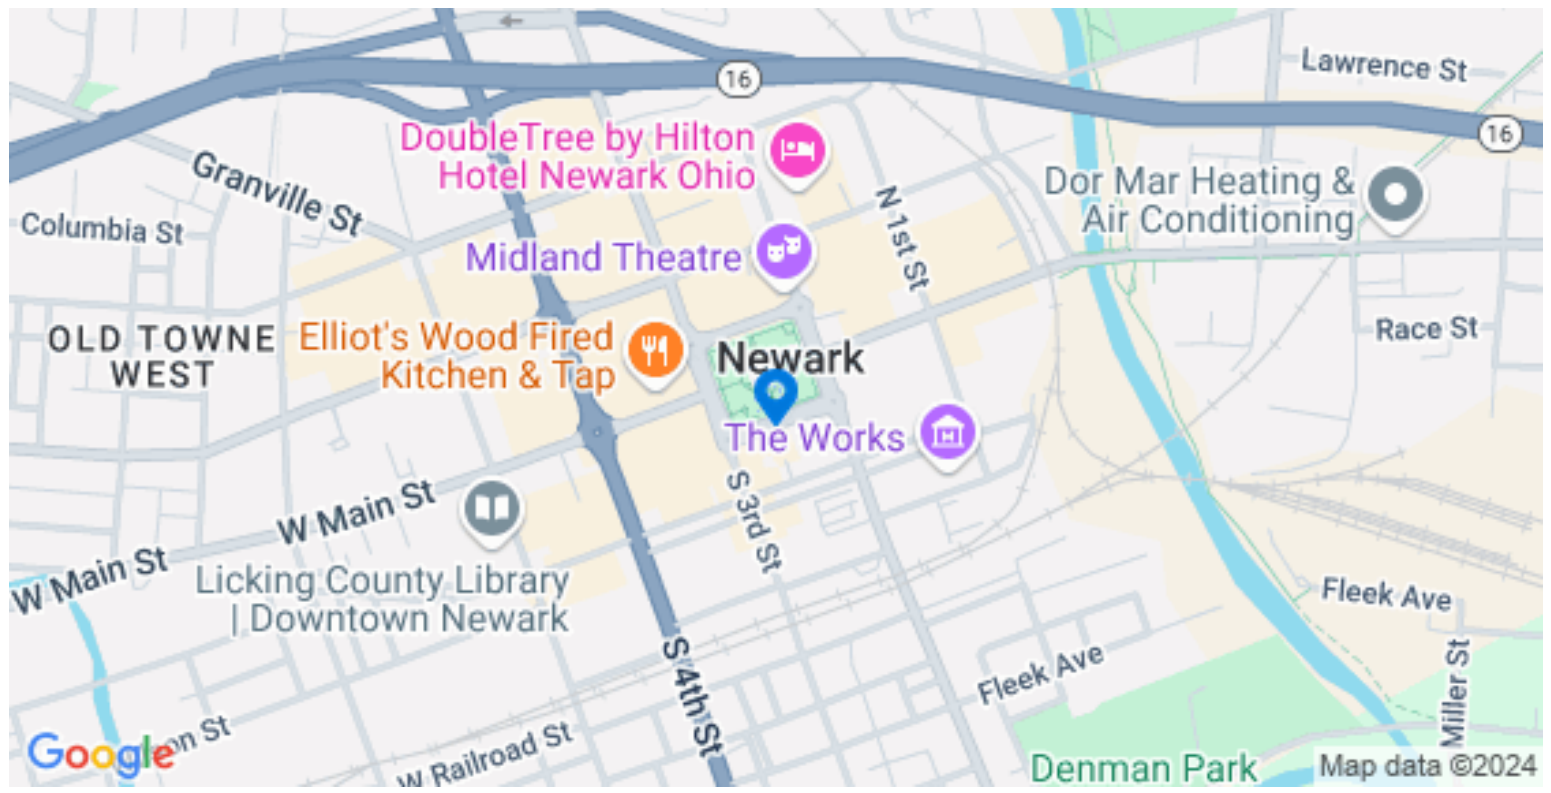 16
Lawrence St
16
DoubleTree by Hilton
Hotel Newark Ohio
Granville St
Columbia St
N 1st St
Dor Mar Heating &
Air Conditioning
Midland Theatre
OLD TOWNE
WEST
Elliot's Wood Fired
Kitchen & Tap
Newark
Race St
The Works
W Main St
S 3rd St
W Main St
Licking County Library
| Downtown Newark
Fleek Ave
S 4th St
Fleek Ave
Miller St
Google
St
W Railroad St
Denman Park
Map data ©2024